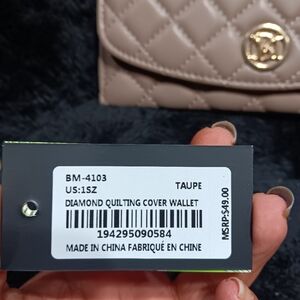 BM-4103
US:1SZ TAUPE
DIAMOND QUILTING COVER WALLET
194295090584
MADE IN CHINA FABRIQUÉ EN CHINE
MSRP:$49.00